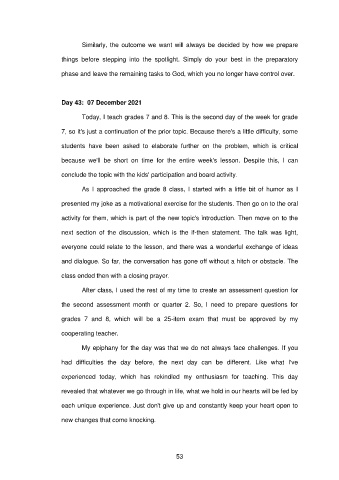 Similarly, the outcome we want will always be decided by how we prepare
things before stepping into the spotlight. Simply do your best in the preparatory
phase and leave the remaining tasks to God, which you no longer have control over.
Day 43: 07 December 2021
Today, I teach grades 7 and 8. This is the second day of the week for grade
7, so it's just a continuation of the prior topic. Because there's a little difficulty, some
students have been asked to elaborate further on the problem, which is critical
because we'll be short on time for the entire week's lesson. Despite this, I can
conclude the topic with the kids' participation and board activity.
As I approached the grade 8 class, I started with a little bit of humor as I
presented my joke as a motivational exercise for the students. Then go on to the oral
activity for them, which is part of the new topic's introduction. Then move on to the
next section of the discussion, which is the if-then statement. The talk was light,
everyone could relate to the lesson, and there was a wonderful exchange of ideas
and dialogue. So far, the conversation has gone off without a hitch or obstacle. The
class ended then with a closing prayer.
After class, I used the rest of my time to create an assessment question for
the second assessment month or quarter 2. So, I need to prepare questions for
grades 7 and 8, which will be a 25-item exam that must be approved by my
cooperating teacher.
My epiphany for the day was that we do not always face challenges. If you
had difficulties the day before, the next day can be different. Like what I've
experienced today, which has rekindled my enthusiasm for teaching. This day
revealed that whatever we go through in life, what we hold in our hearts will be led by
each unique experience. Just don't give up and constantly keep your heart open to
new changes that come knocking.
53